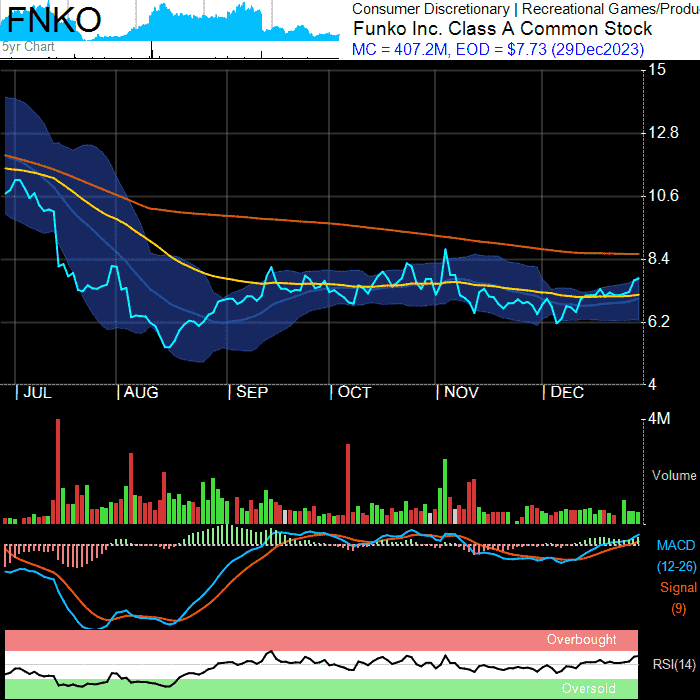 FNKO
5yr Chart
Consumer Discretionary | Recreational Games/Produ
Funko Inc. Class A Common Stock
MC = 407.2M, EOD = $7.73 (29Dec2023)
15
12.8
10.6
8.4
6.2
4
JUL AUG SEP OCT NOV DEC
4M
Volume
MACD
(12-26)
Signal
(9)
Overbought
RSI(14)
Oversold